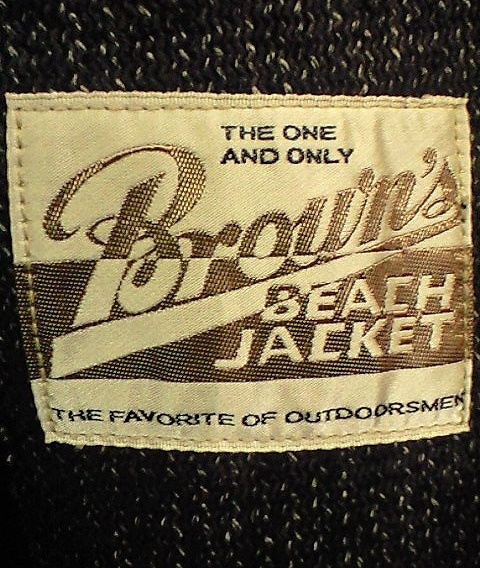 THE ONE
AND ONLY
Brown's
BEACH
JACKET
THE FAVORITE OF OUTDOORSMEN